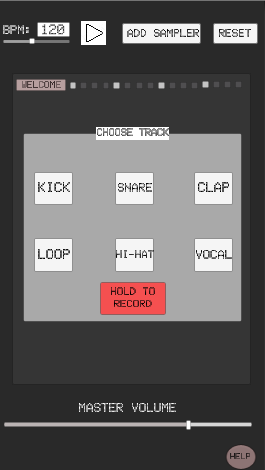 BPM: 120
ADD SAMPLER
RESET
WELCOME
CHOOSE TRACK
KICK
SNARE
CLAP
LOOP
HI-HAT
VOCAL
HOLD TO
RECORD
MASTER VOLUME
HELP